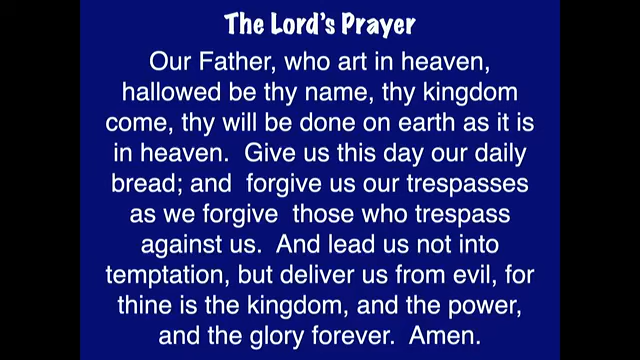 The Lord's Prayer
Our Father, who art in heaven,
hallowed be thy name, thy kingdom
come, thy will be done on earth as it is
in heaven.  Give us this day our daily
bread; and  forgive us our trespasses
as we forgive  those who trespass
against us.  And lead us not into
temptation, but deliver us from evil, for
thine is the kingdom, and the power,
and the glory forever.  Amen.